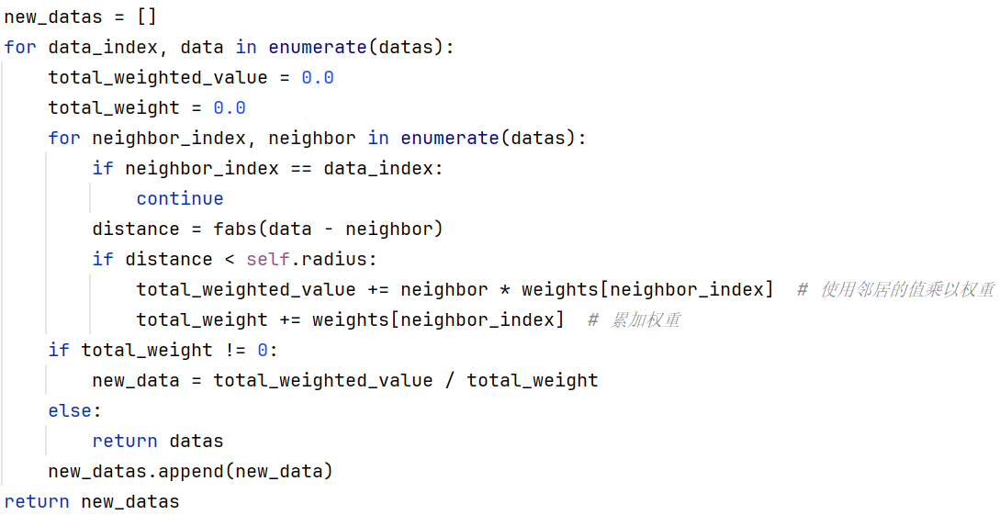 new_datas = []
for data_index, data in enumerate(datas):
    total_weighted_value = 0.0
    total_weight = 0.0
    for neighbor_index, neighbor in enumerate(datas):
        if neighbor_index == data_index:
            continue
        distance = fabs(data - neighbor)
        if distance < self.radius:
            total_weighted_value += neighbor * weights[neighbor_index]  # 使用邻居的值乘以权重
            total_weight += weights[neighbor_index]  # 累加权重
    if total_weight != 0:
        new_data = total_weighted_value / total_weight
    else:
        return datas
    new_datas.append(new_data)
return new_datas